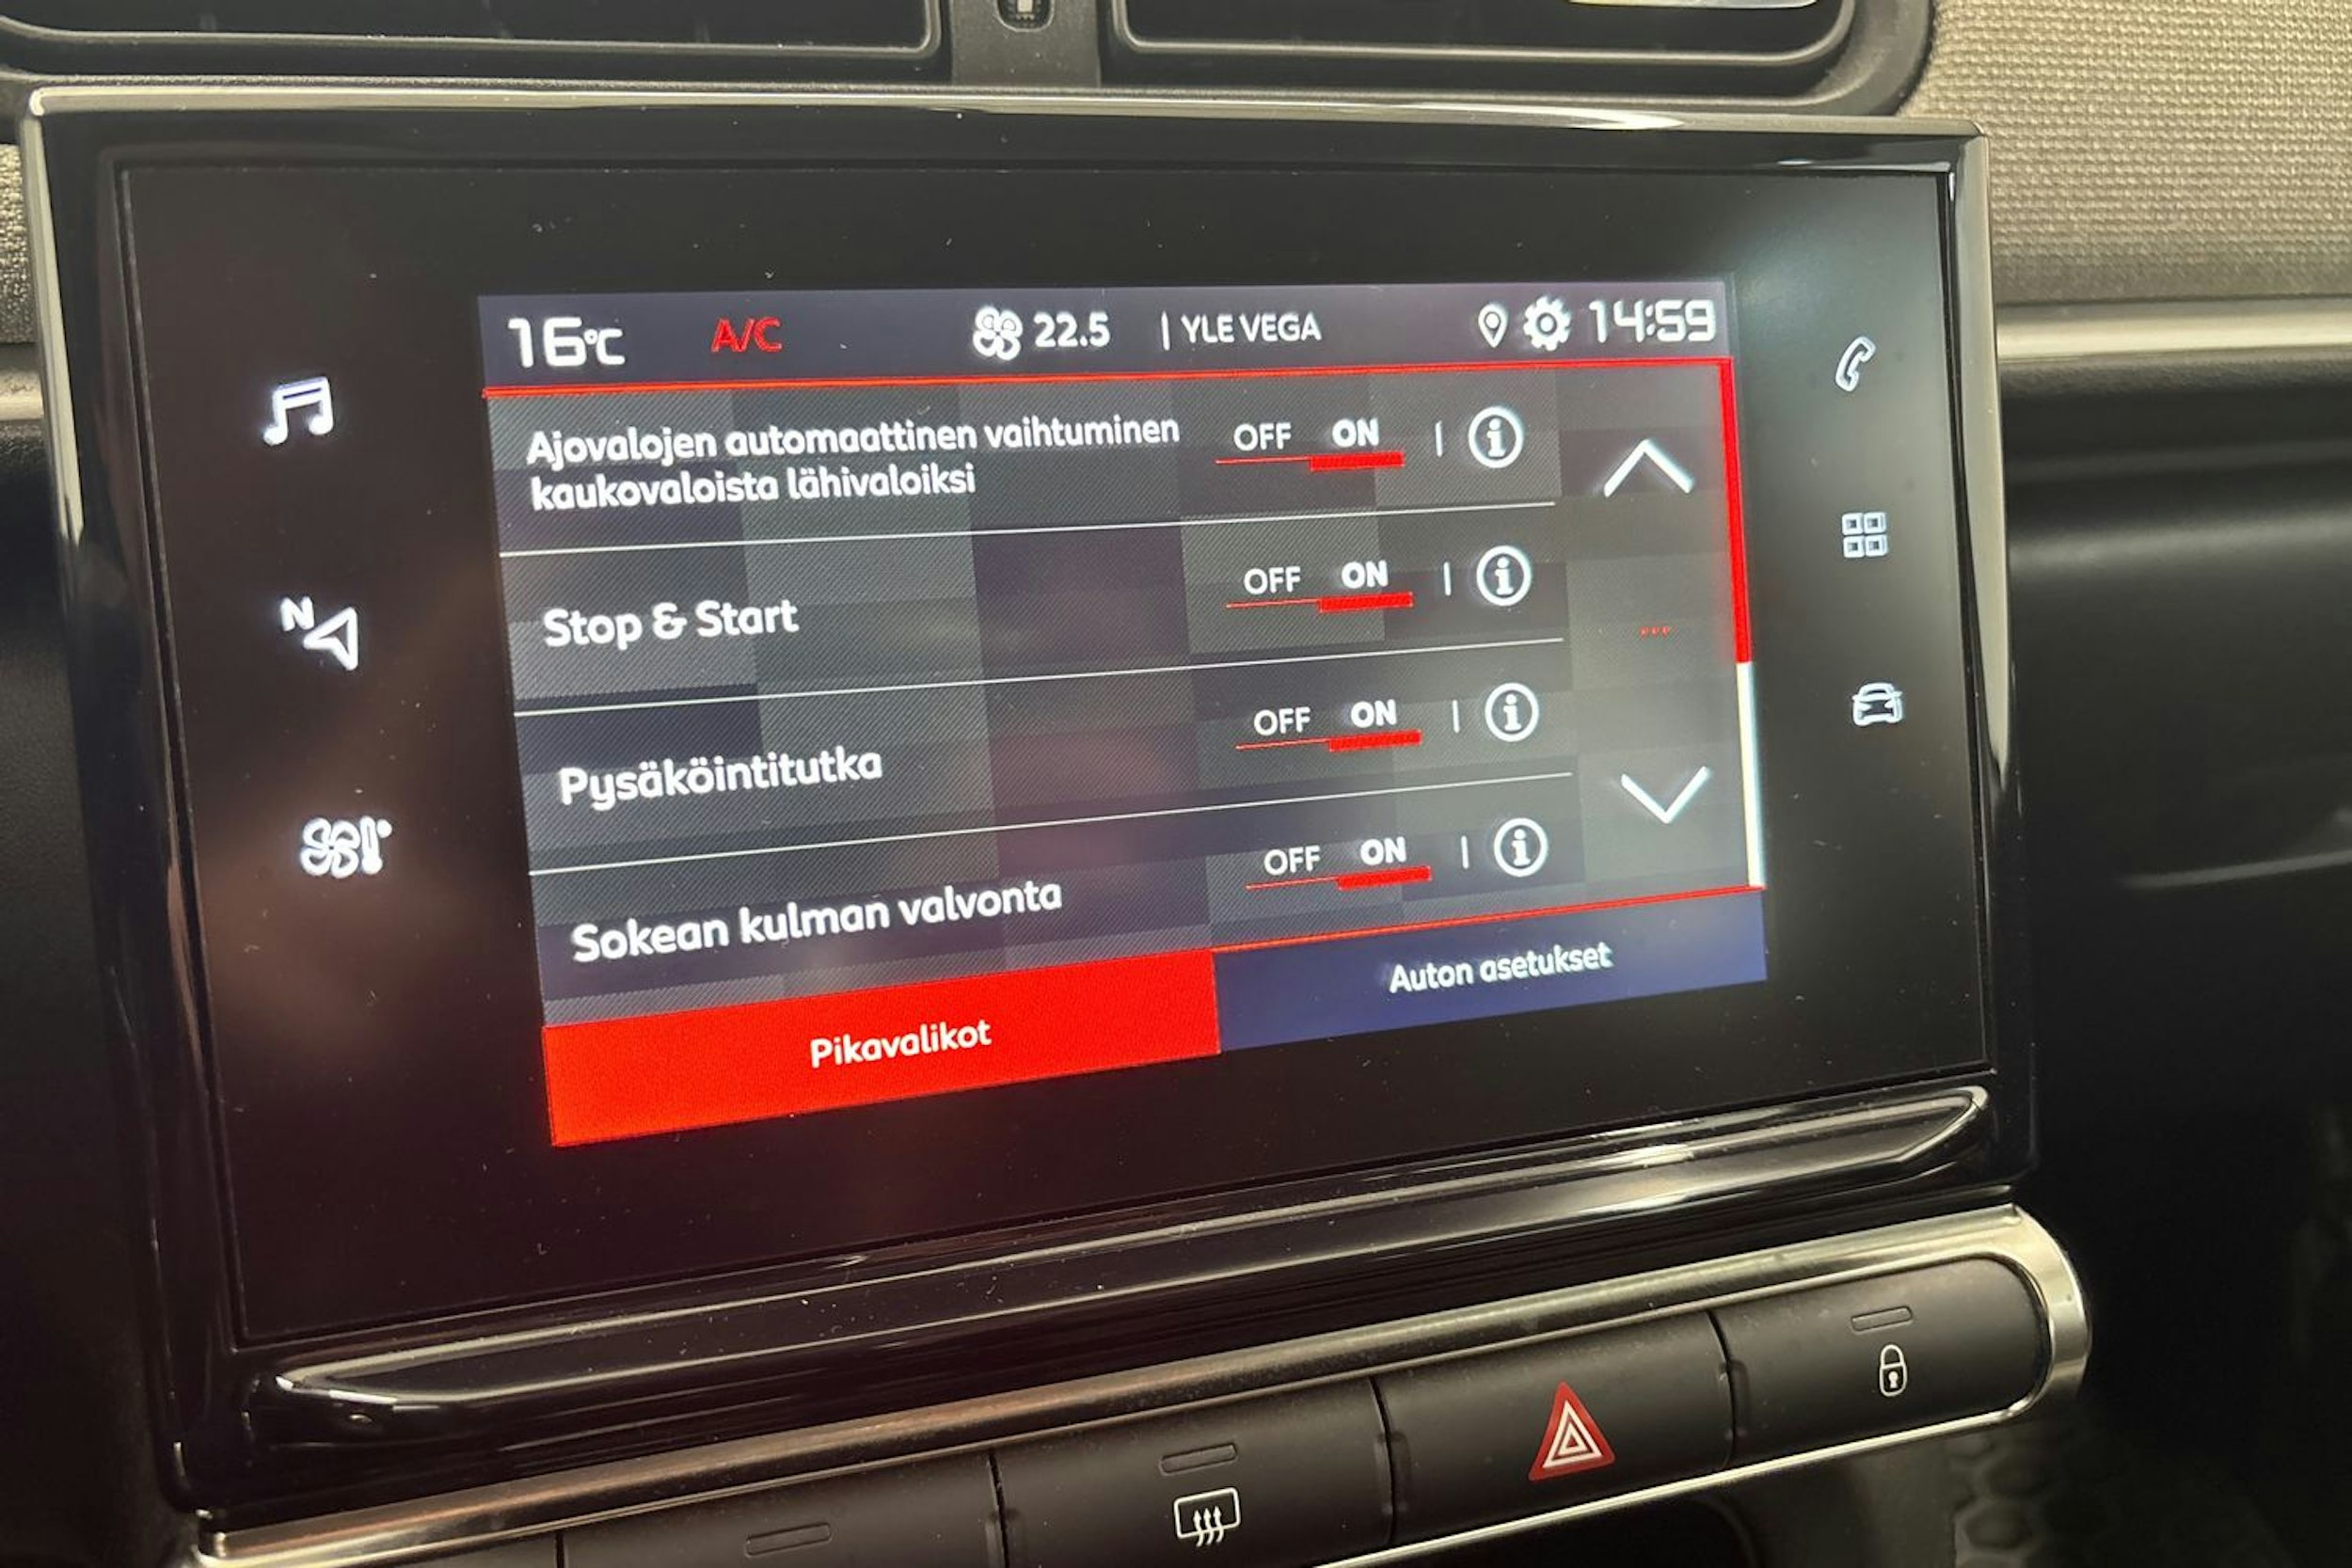 16°C A/C 22.5 | YLE VEGA 14:59
Ajovalojen automaattinen vaihtuminen
kaukovaloista lähivaloiksi
OFF ON
Stop & Start
OFF ON
Pysäköintitutka
OFF ON
Sokean kulman valvonta
OFF ON
Pikavalikot
Auton asetukset
N